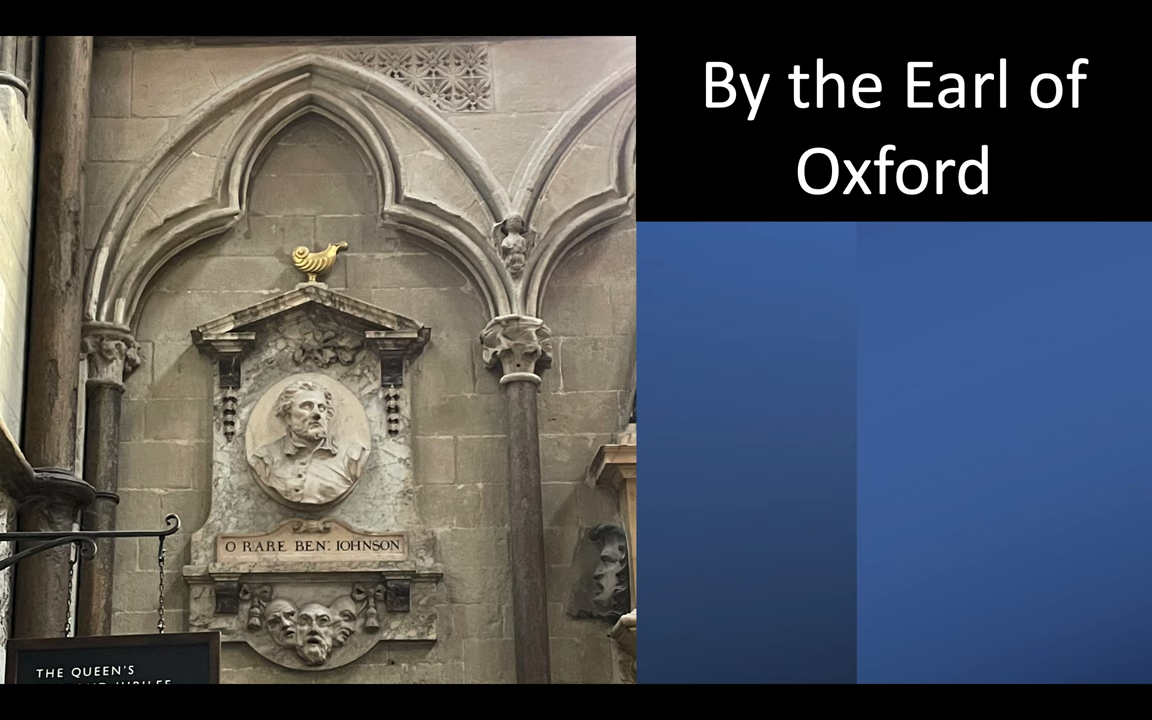 By the Earl of
Oxford
O RARE BEN: IOHNSON
THE QUEEN'S